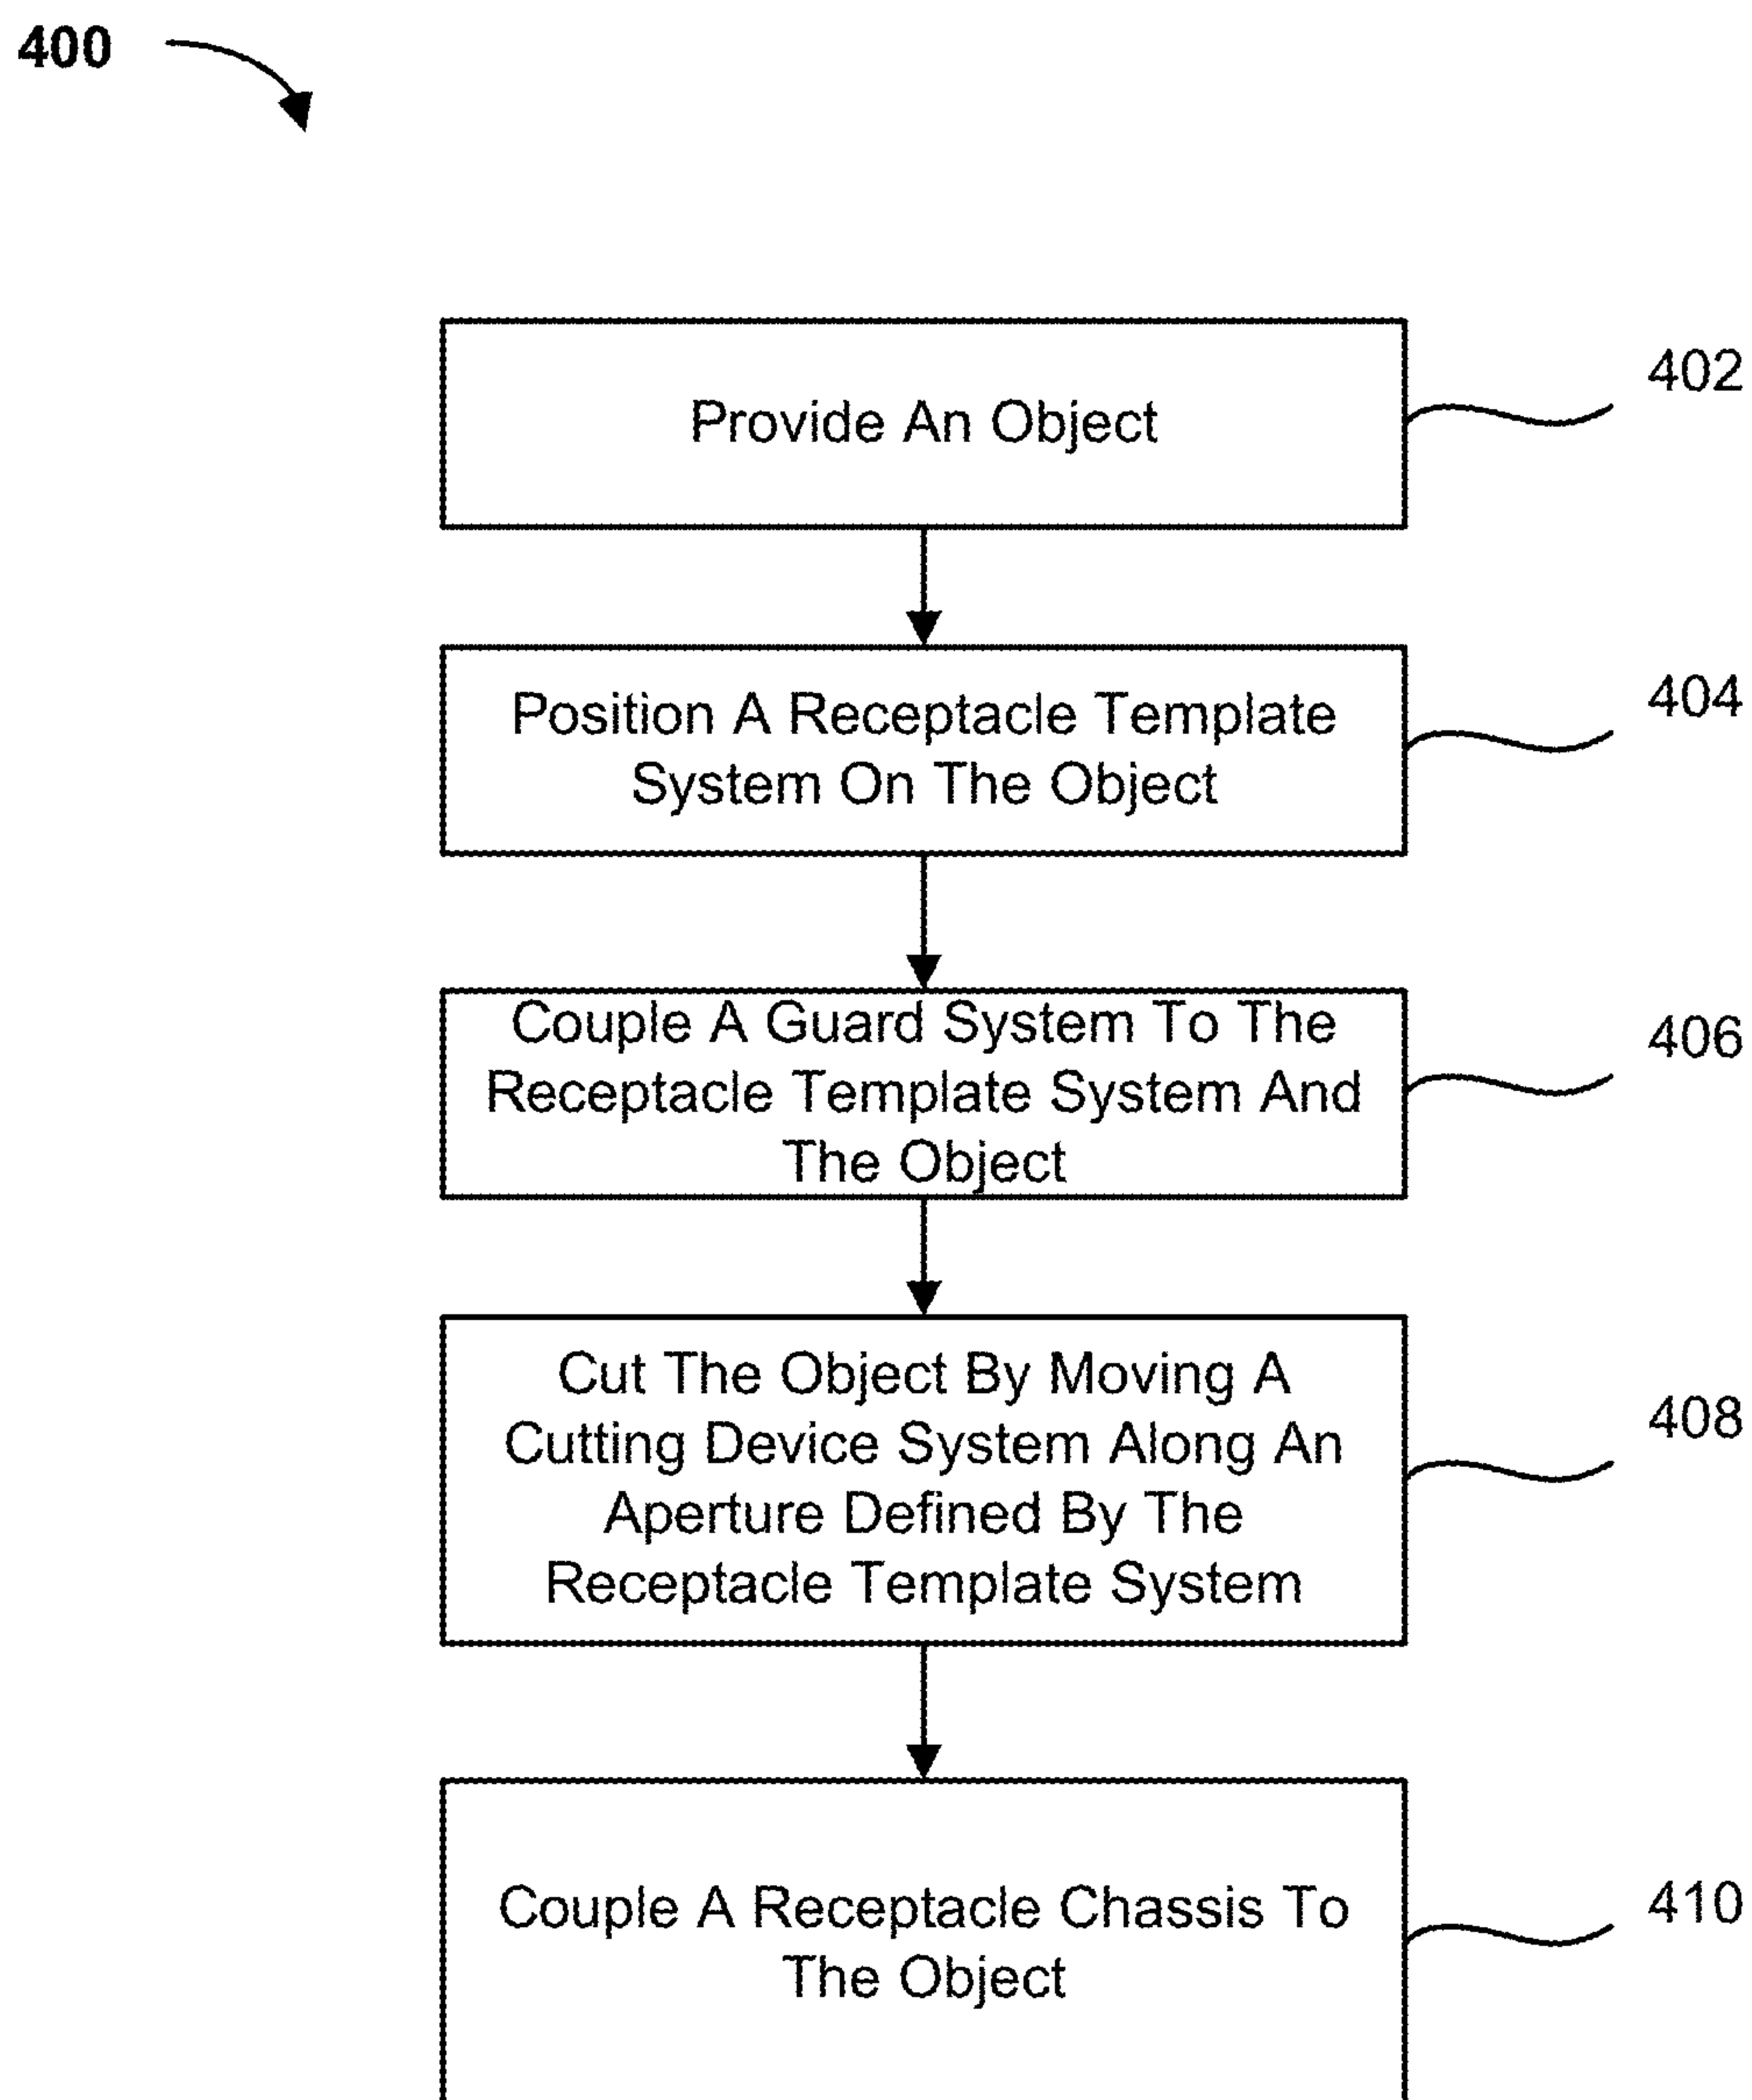 400
Provide An Object
402
Position A Receptacle Template
System On The Object
404
Couple A Guard System To The
Receptacle Template System And
The Object
406
Cut The Object By Moving A
Cutting Device System Along An
Aperture Defined By The
Receptacle Template System
408
Couple A Receptacle Chassis To
The Object
410